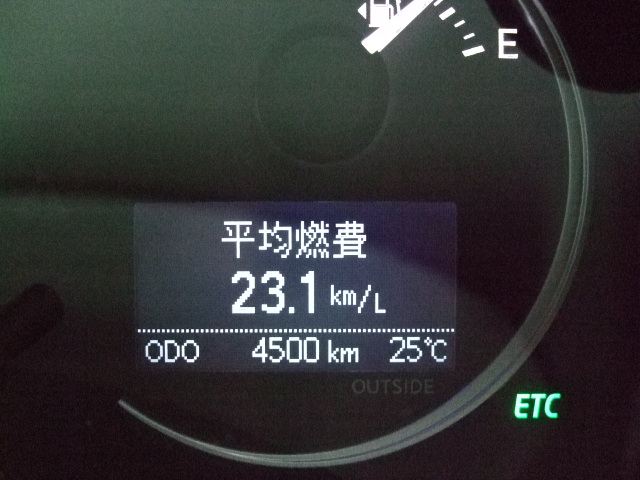 E
平均燃費
23.1 km/L
ODO 4500 km 25℃
OUTSIDE
ETC